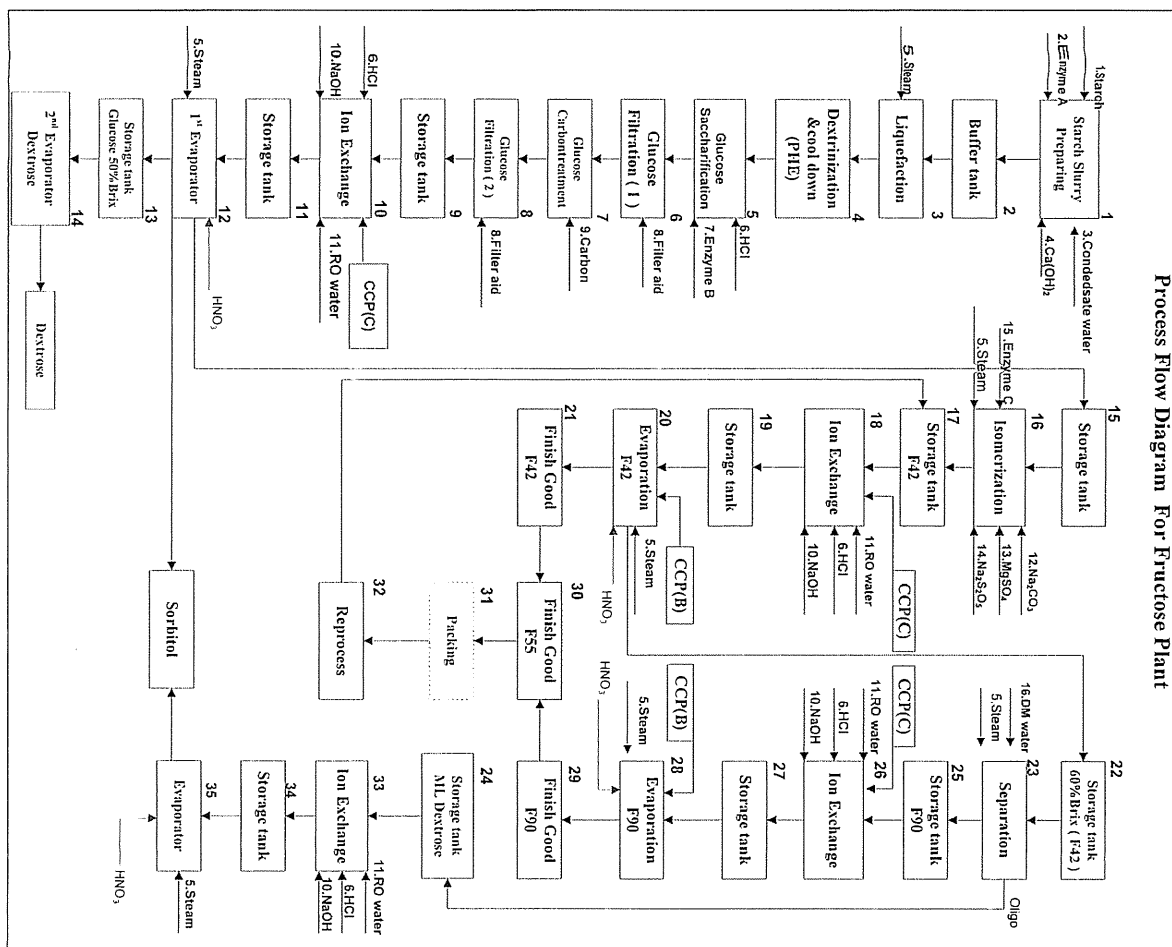 Process Flow Diagram For Fructose Plant
1.Starch
2.Enzyme A
Starch Slurry
Preparing
1
3.Condedsate water
4.Ca(OH)2
Buffer tank
2
5.Steam
Liquefaction
3
Dextrinization
&cool down
(PHE)
4
Glucose
Saccharification
5
6.HCl
7.Enzyme B
Glucose
Filtration ( 1 )
6
8.Filter aid
Glucose
Carbontreatment
7
9.Carbon
Glucose
Filtration ( 2 )
8
8.Filter aid
Storage tank
9
6.HCl
10.NaOH
Ion Exchange
10
CCP(C)
11.RO water
Storage tank
11
5.Steam
1st Evaporator
12
HNO3
Storage tank
Glucose 50%Brix
13
2nd Evaporator
Dextrose
14
Dextrose
15
Storage tank
15.Enzyme C
5.Steam
16
Isomerization
12.Na2CO3
13.MgSO4
14.Na2S2O5
17
Storage tank
F42
18
Ion Exchange
CCP(C)
11.RO water
6.HCl
10.NaOH
19
Storage tank
20
Evaporation
F42
CCP(B)
5.Steam
HNO3
21
Finish Good
F42
30
Finish Good
F55
31
Packing
32
Reprocess
Sorbitol
22
Storage tank
60%Brix ( F42 )
16.DM water
5.Steam
23
Separation
Oligo
25
Storage tank
F90
CCP(C)
11.RO water
6.HCl
10.NaOH
26
Ion Exchange
27
Storage tank
CCP(B)
5.Steam
HNO3
28
Evaporation
F90
29
Finish Good
F90
24
Storage tank
ML Dextrose
33
Ion Exchange
11.RO water
6.HCl
10.NaOH
34
Storage tank
35
Evaporator
5.Steam
HNO3